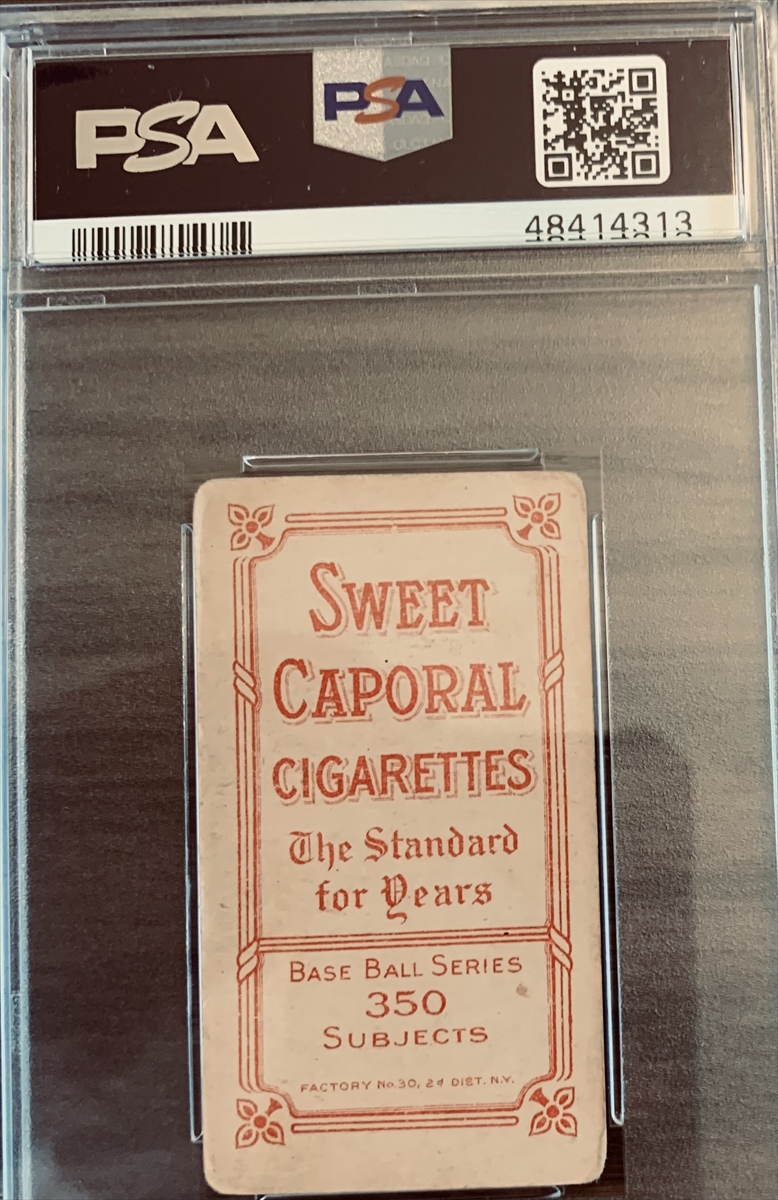 PSA
PSA
48414313
SWEET
CAPORAL
CIGARETTES
The Standard
for Years
BASE BALL SERIES
350
SUBJECTS
FACTORY No. 30, 2d DIST. N.Y.